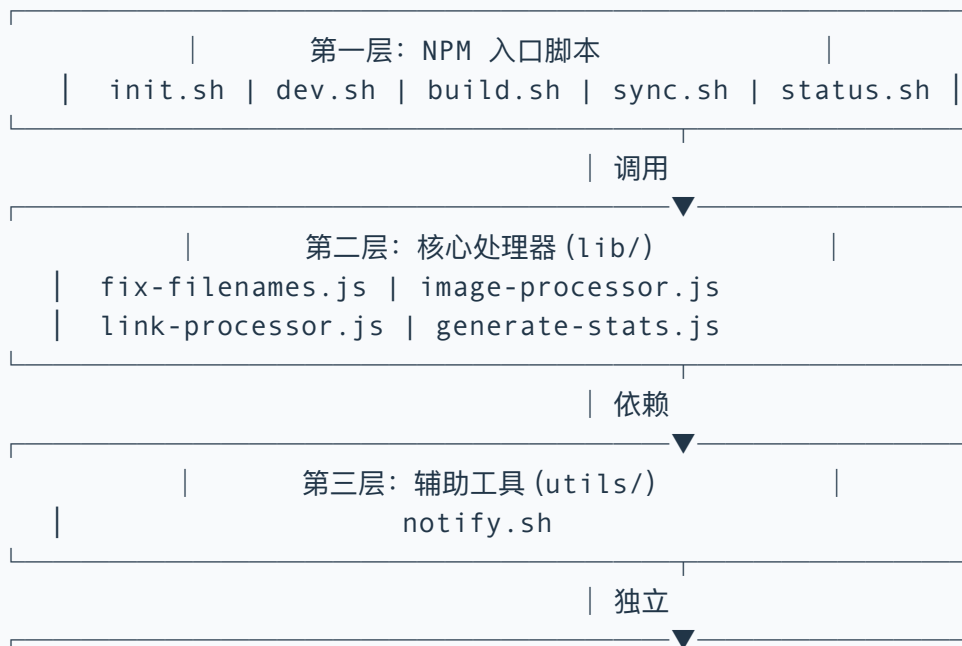 第一层: NPM 入口脚本
init.sh | dev.sh | build.sh | sync.sh | status.sh
调用
第二层: 核心处理器 (lib/)
fix-filenames.js | image-processor.js
link-processor.js | generate-stats.js
依赖
第三层: 辅助工具 (utils/)
notify.sh
独立